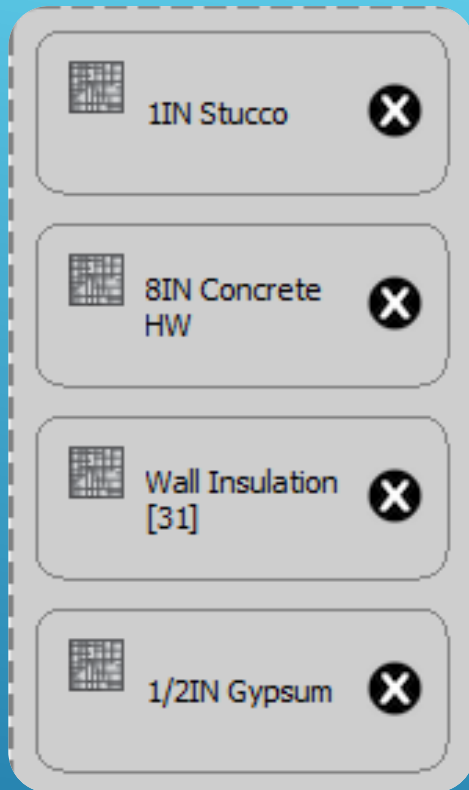 1IN Stucco
8IN Concrete
HW
Wall Insulation
[31]
1/2IN Gypsum